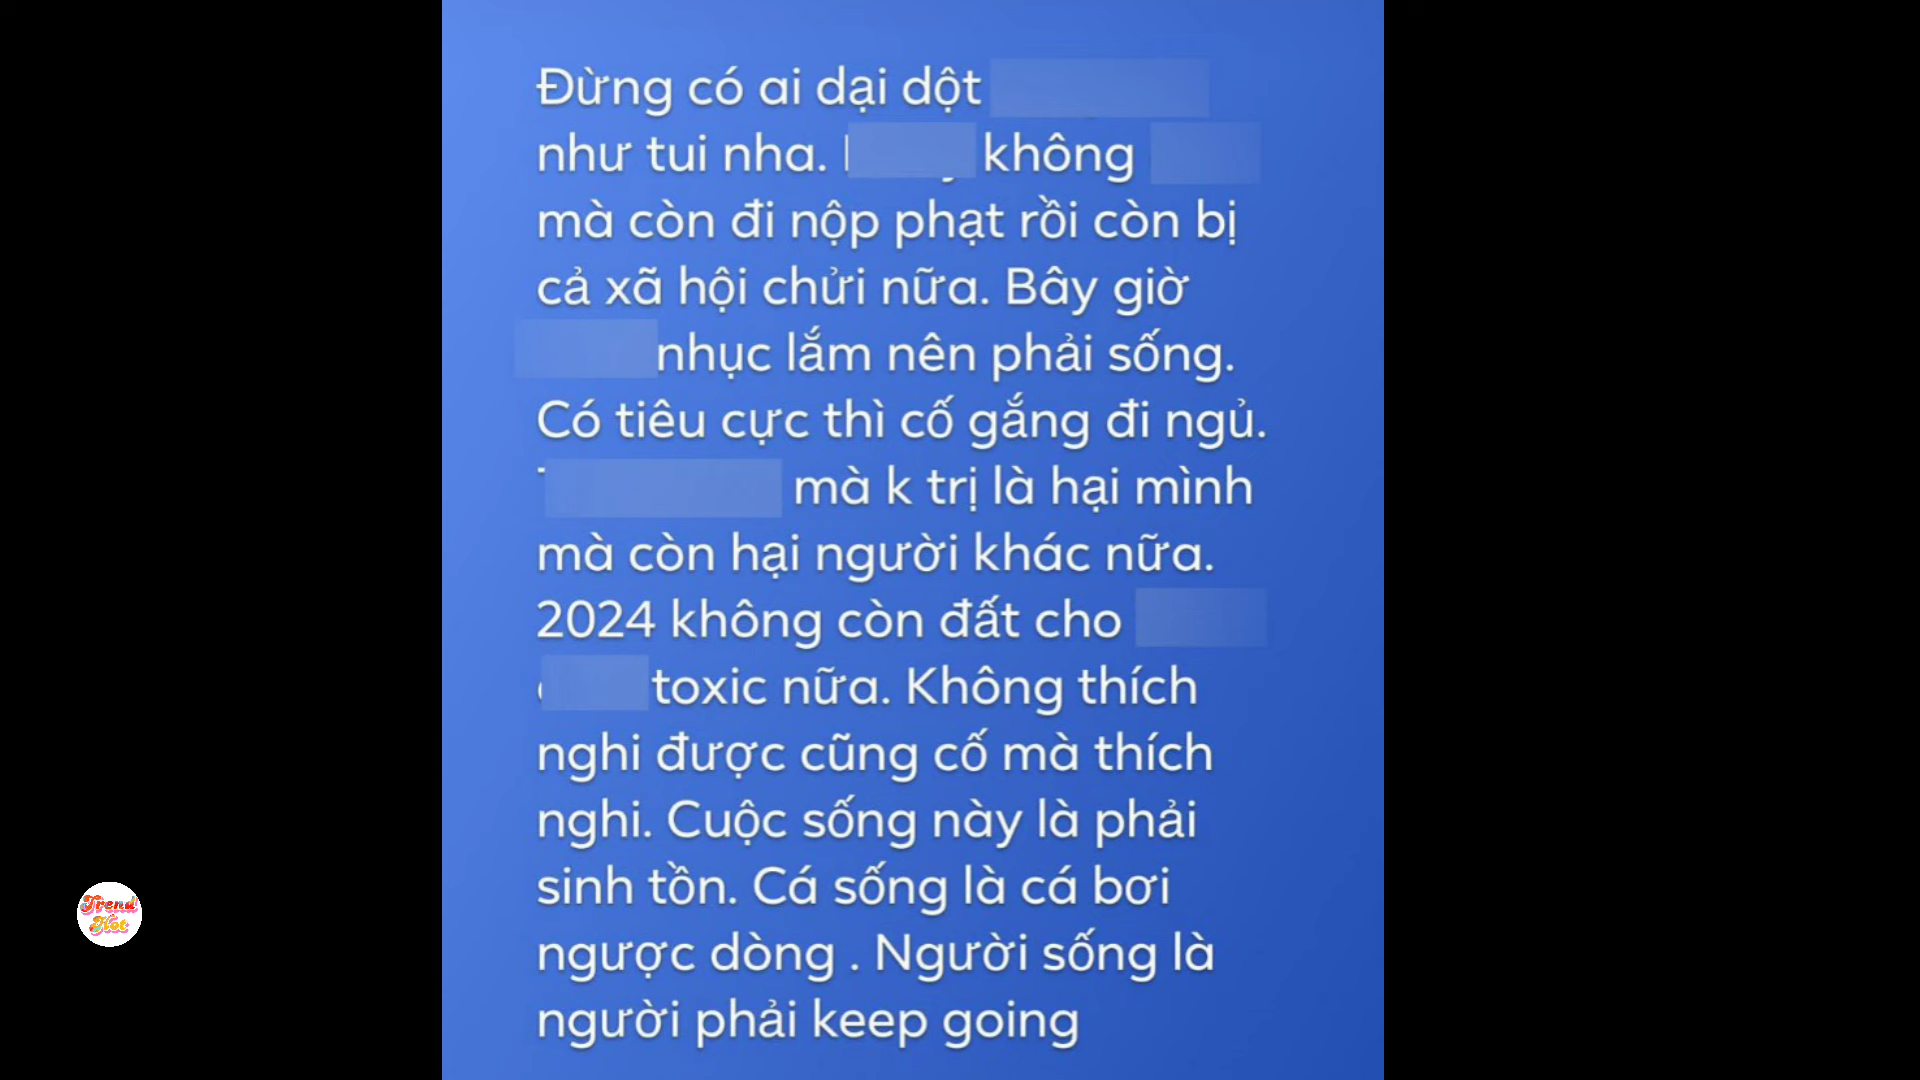 Đừng có ai dại dột
như tui nha. không
mà còn đi nộp phạt rồi còn bị
cả xã hội chửi nữa. Bây giờ
nhục lắm nên phải sống.
Có tiêu cực thì cố gắng đi ngủ.
mà k trị là hại mình
mà còn hại người khác nữa.
2024 không còn đất cho
toxic nữa. Không thích
nghi được cũng cố mà thích
nghi. Cuộc sống này là phải
sinh tồn. Cá sống là cá bơi
ngược dòng . Người sống là
người phải keep going
Trend
Hot